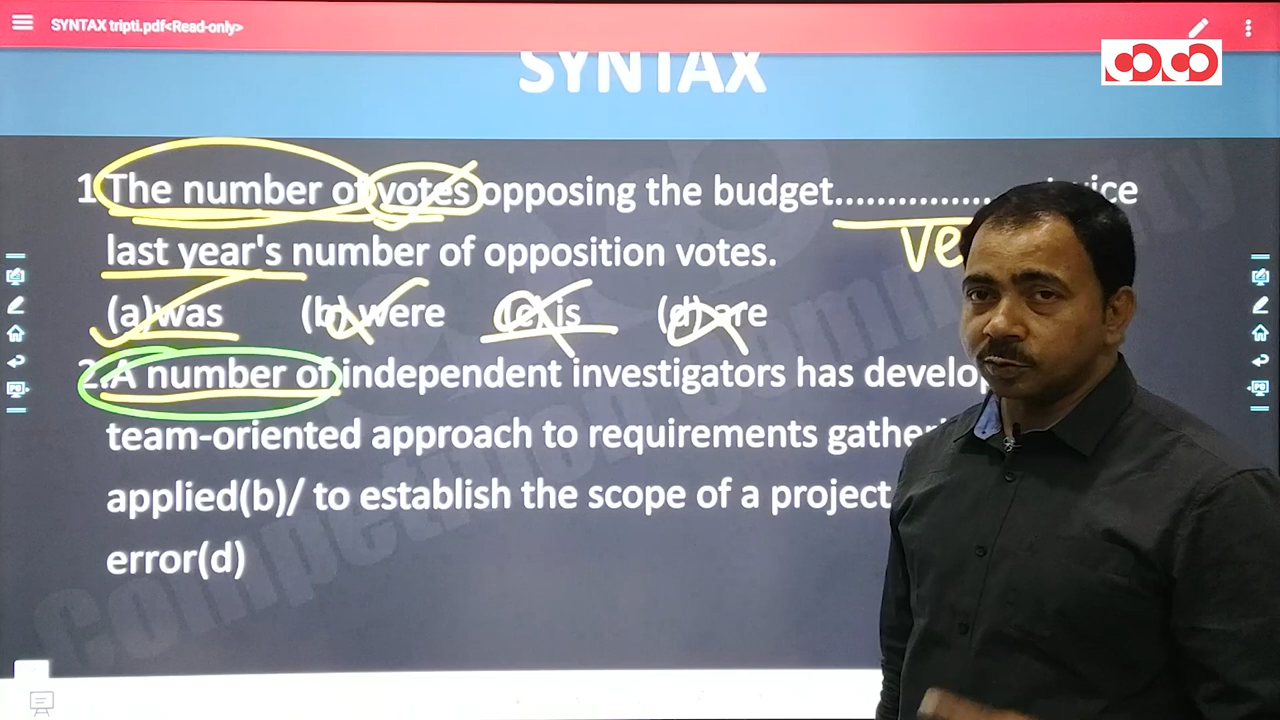 SYNTAX tripti.pdf<Read-only>
SYNTAX
1 The number of votes opposing the budget...............
last year's number of opposition votes.
(a)was (b)were (c)is (d)are
2.A number of independent investigators has
team-oriented approach to requirements
applied(b)/ to establish the scope of a project
error(d)
Competition Community